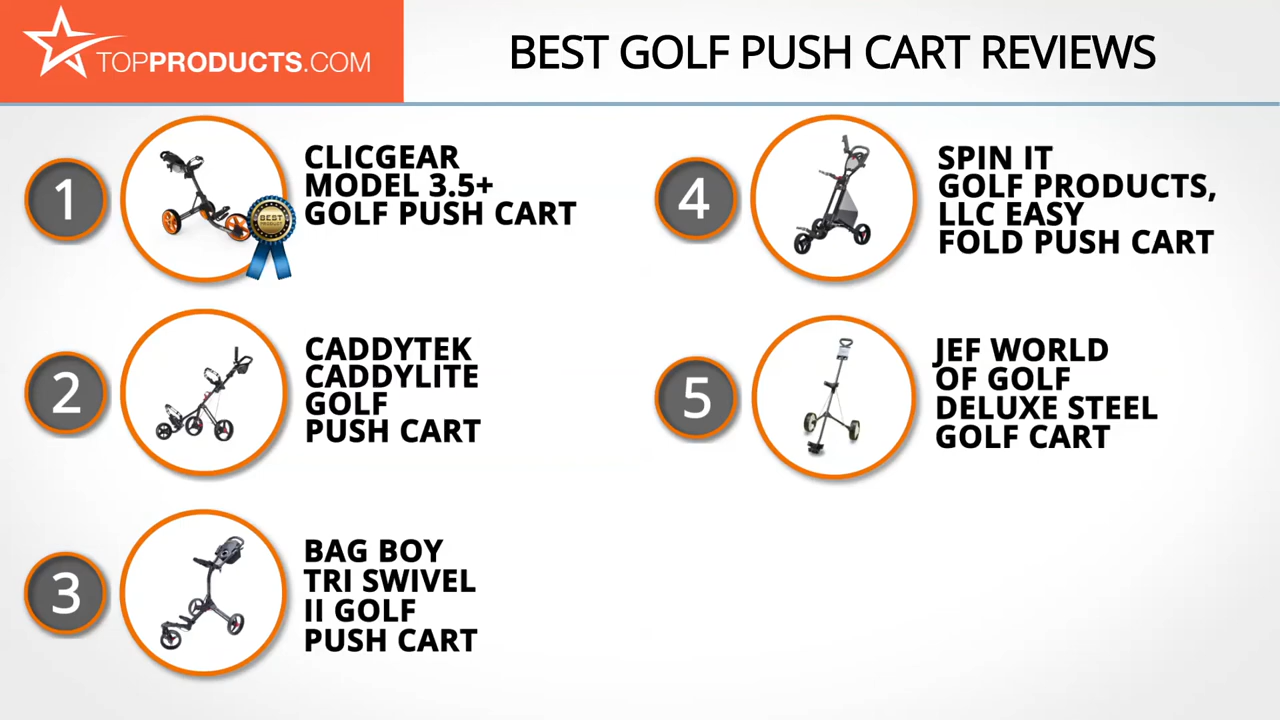 TOPPRODUCTS.COM
BEST GOLF PUSH CART REVIEWS
1
CLICGEAR
MODEL 3.5+
GOLF PUSH CART
BEST
PRODUCT
2
CADDYTEK
CADDYLITE
GOLF
PUSH CART
3
BAG BOY
TRI SWIVEL
II GOLF
PUSH CART
4
SPIN IT
GOLF PRODUCTS,
LLC EASY
FOLD PUSH CART
5
JEF WORLD
OF GOLF
DELUXE STEEL
GOLF CART